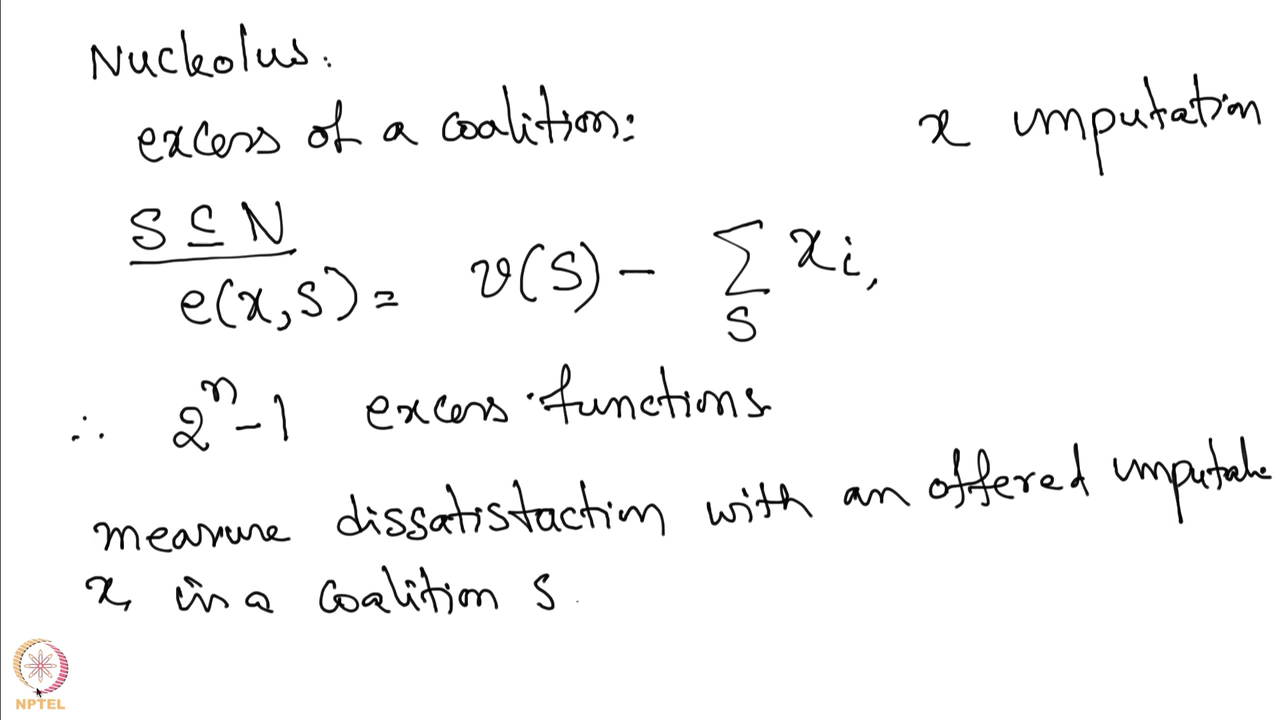 Nucleolus.
excess of a coalition: x imputation
S ⊆ N
e(x,S) = v(S) - ∑_S x_i,
∴ 2^n - 1 excess functions
measure dissatisfaction with an offered imputation
x, in a coalition S.
NPTEL